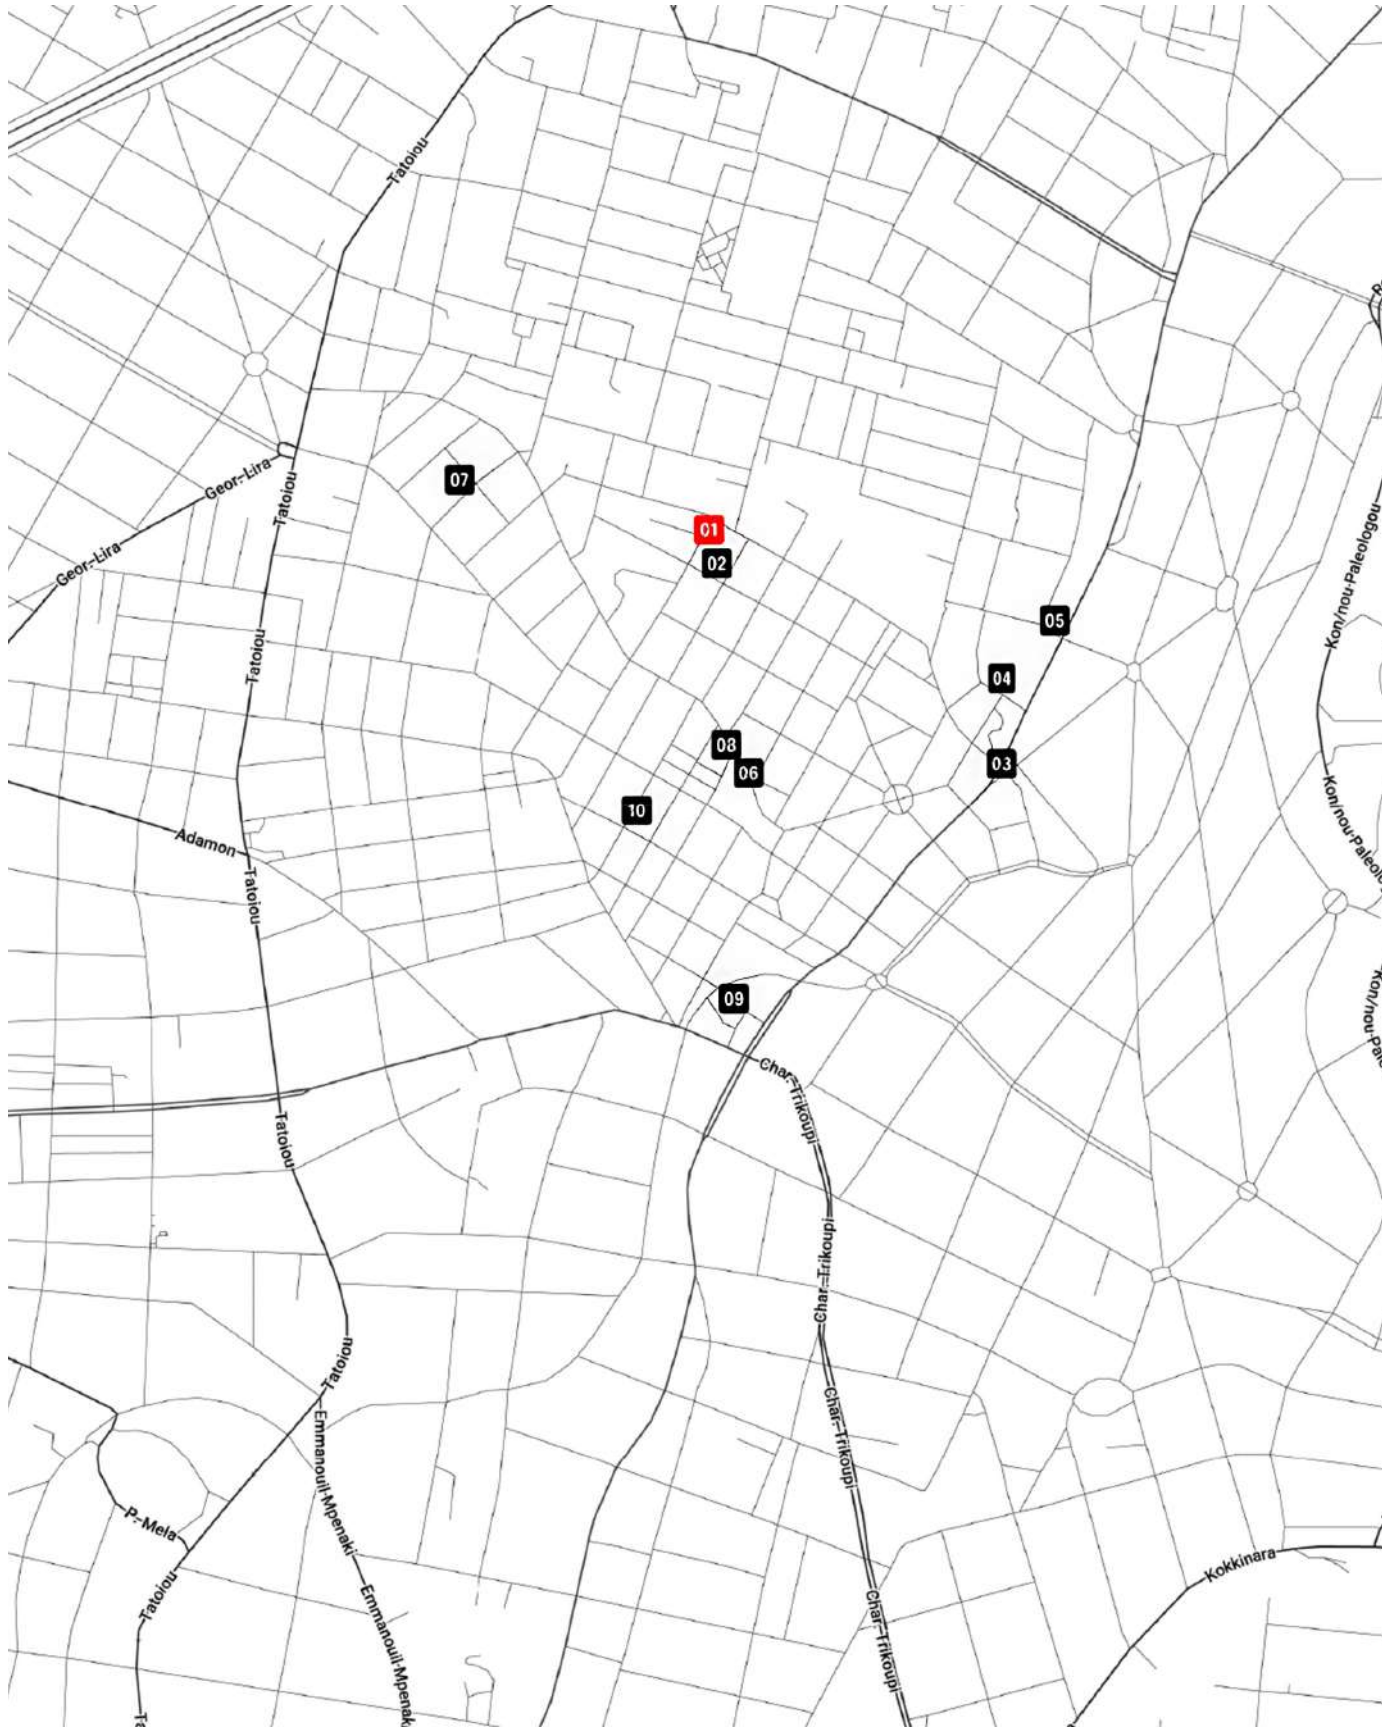 Tatoiou
Geor. Lira
Tatoiou
07
01
02
Geor. Lira
Kon/nou Paleologou
05
Tatoiou
04
08
03
06
10
Adamon
Tatoiou
09
Char. Trikoupi
Tatoiou
Char. Trikoupi
Tatoiou
Char. Trikoupi
Emmanouil Mpenaki
P. Mela
Kokkinara
Tatoiou
Emmanouil Mpenak
Char. Trikoupi